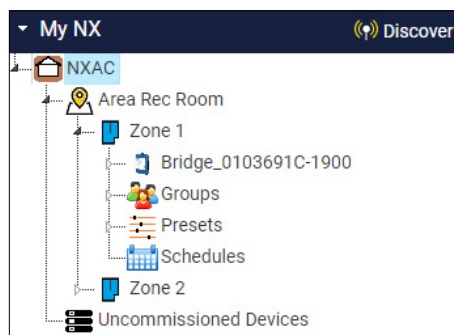 My NX Discover
NXAC
Area Rec Room
Zone 1
Bridge_0103691C-1900
Groups
Presets
Schedules
Zone 2
Uncommissioned Devices